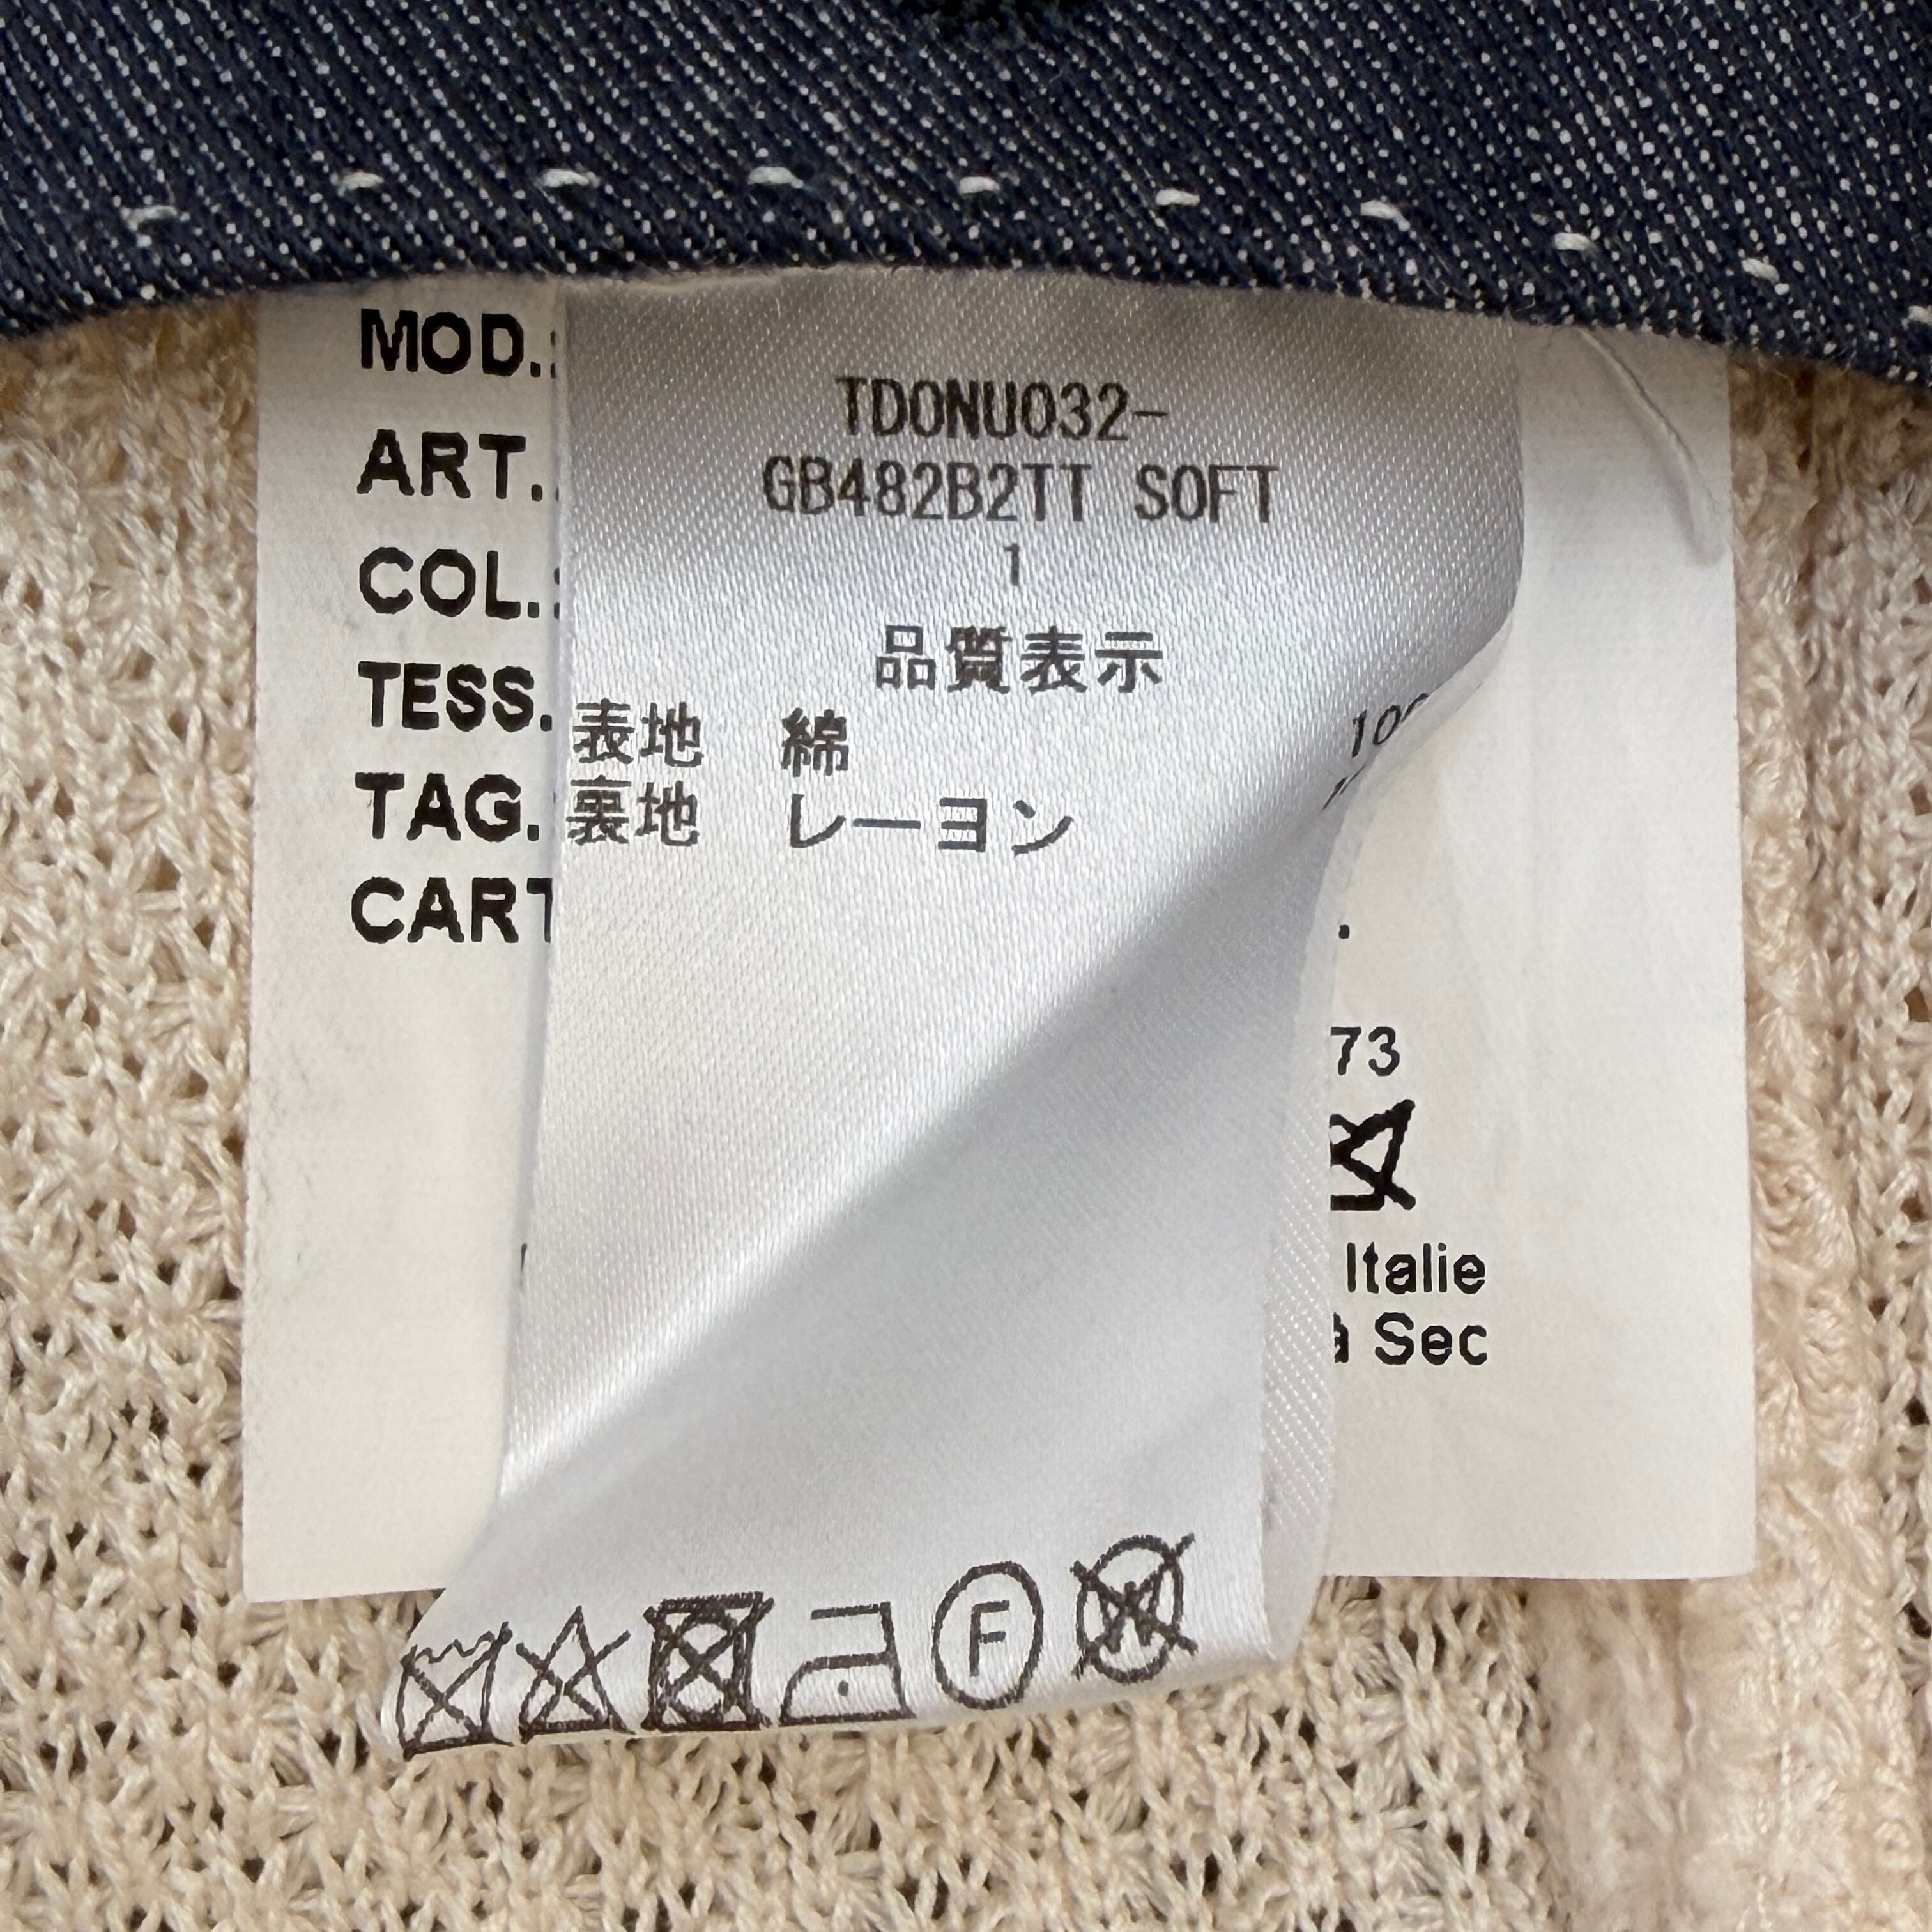 MOD.:
ART.
COL.:
TESS.
TAG.
TDONU032-
GB482B2TT SOFT
1
品質表示
表地 綿
裏地 レーヨン
73
Italie
à Sec
F
W